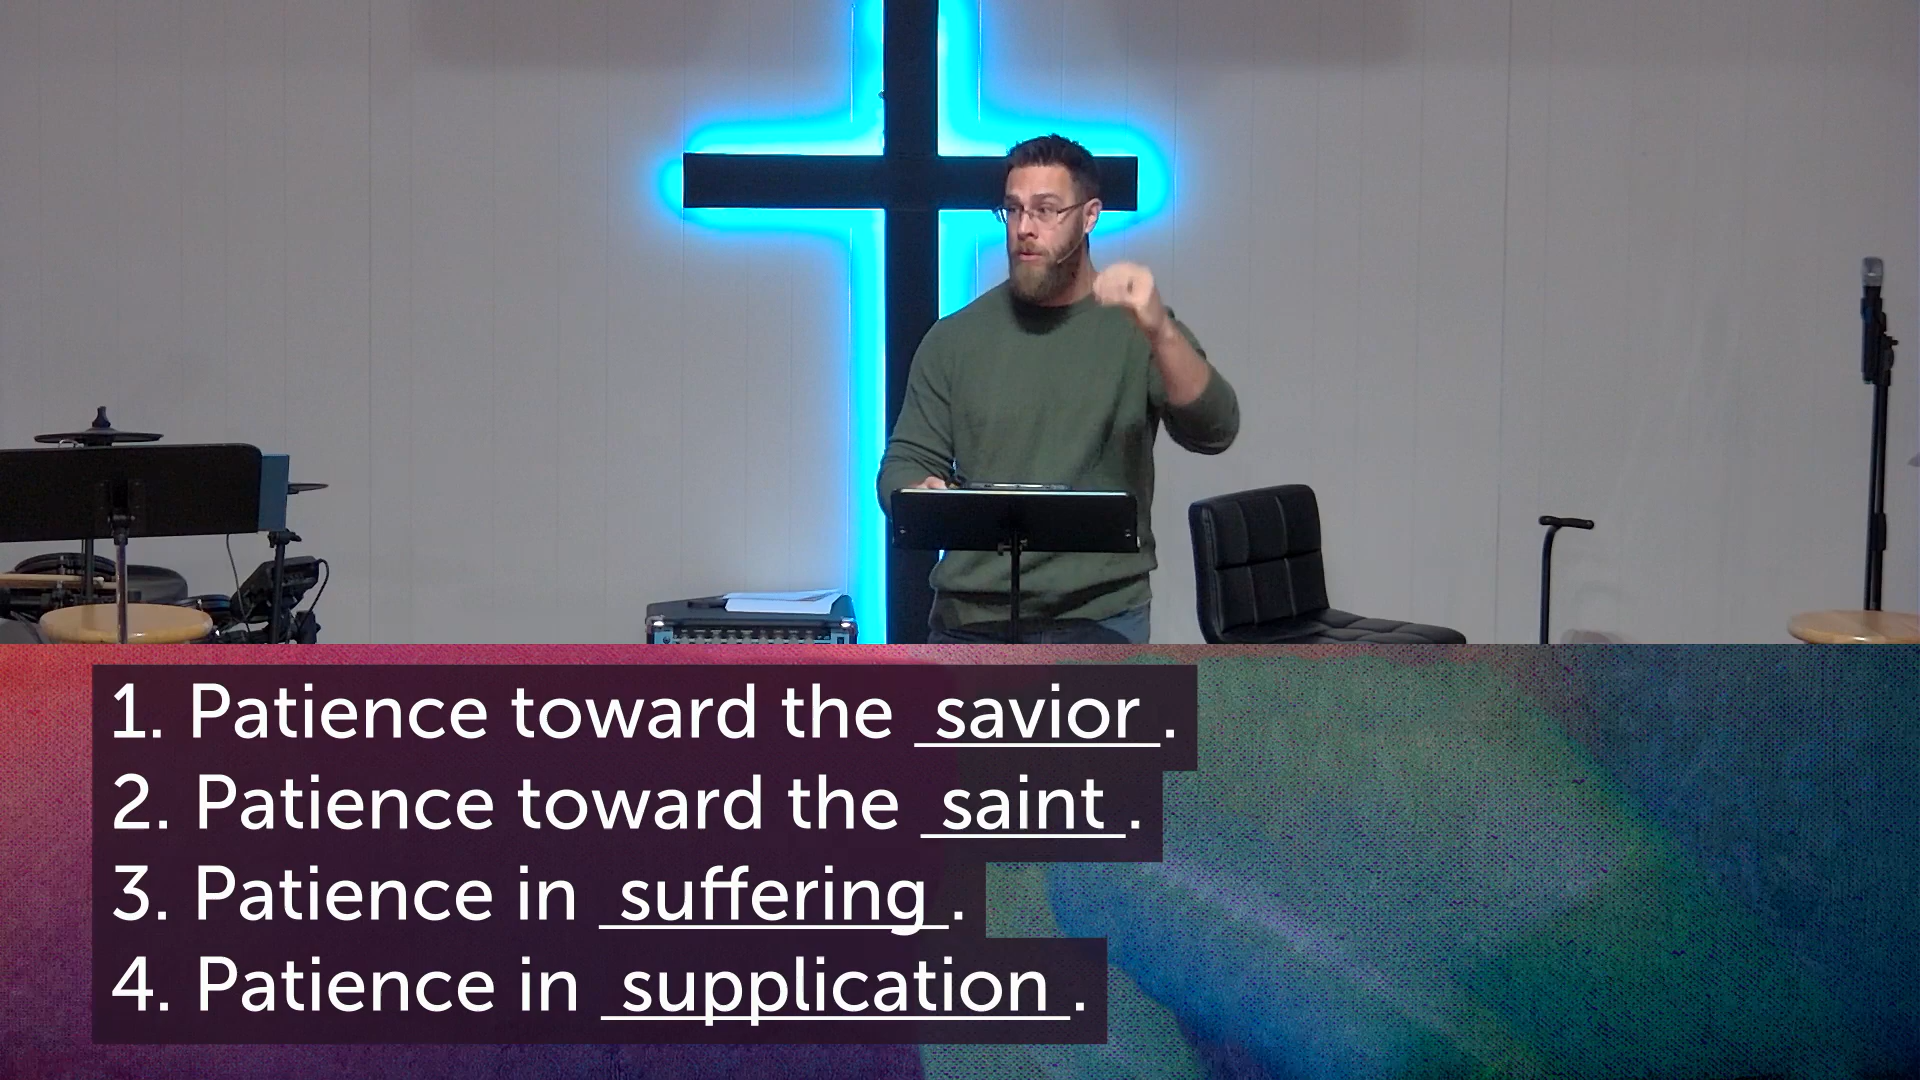 1. Patience toward the savior.
2. Patience toward the saint.
3. Patience in suffering.
4. Patience in supplication.